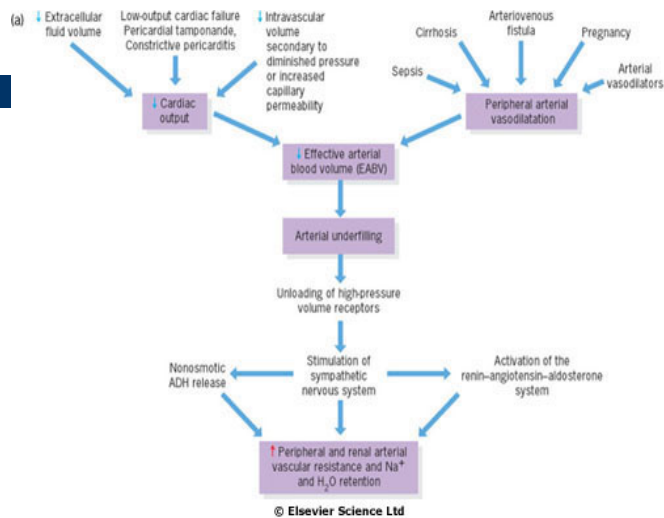 (a)
↓ Extracellular
fluid volume
Low-output cardiac failure
Pericardial tamponande,
Constrictive pericarditis
↓ Intravascular
volume
secondary to
diminished pressure
or increased
capillary
permeability
Sepsis
Cirrhosis
Arteriovenous
fistula
Pregnancy
Arterial
vasodilators
↓ Cardiac
output
Peripheral arterial
vasodilatation
↓ Effective arterial
blood volume (EABV)
Arterial underfilling
Unloading of high-pressure
volume receptors
Nonosmotic
ADH release
Stimulation of
sympathetic
nervous system
Activation of the
renin–angiotensin–aldosterone
system
↑ Peripheral and renal arterial
vascular resistance and Na⁺
and H₂O retention
© Elsevier Science Ltd